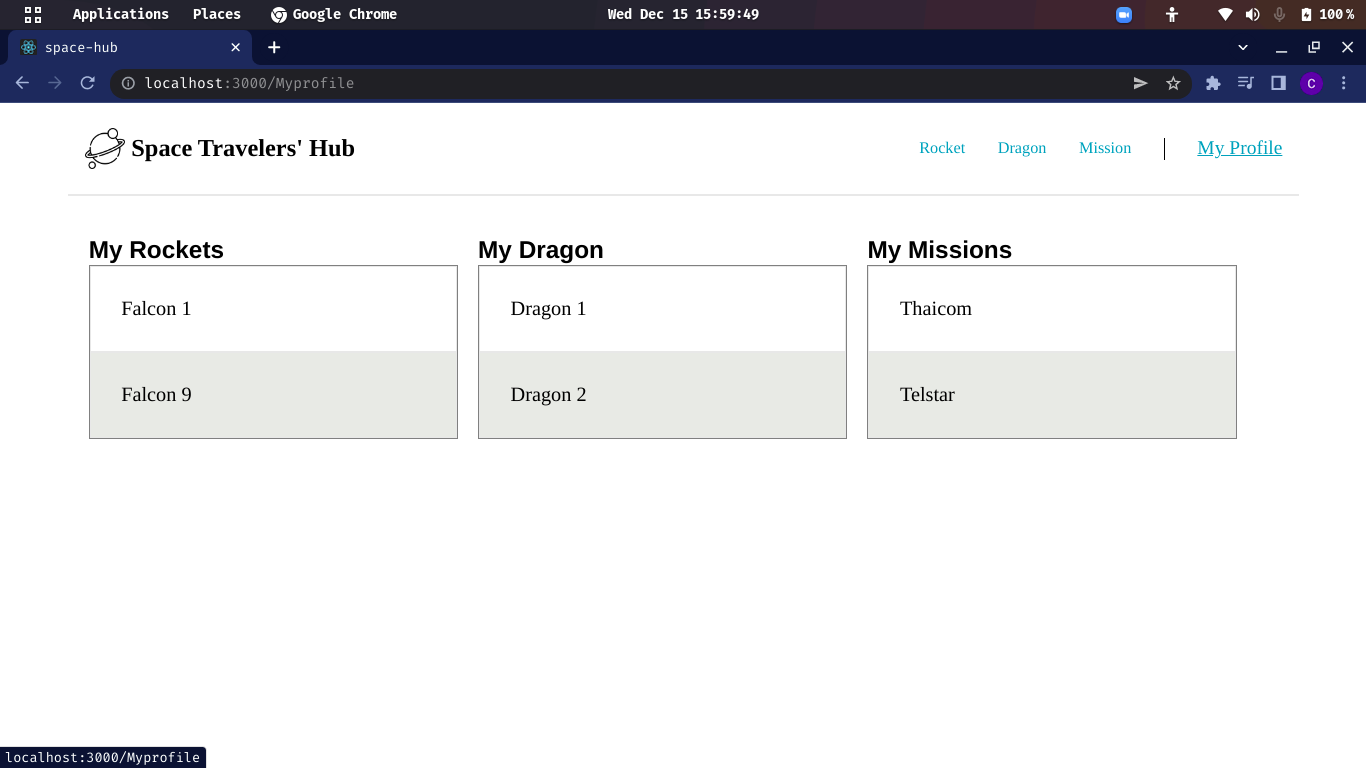 Applications Places Google Chrome Wed Dec 15 15:59:49 100%
space-hub
localhost:3000/Myprofile C
Space Travelers' Hub Rocket Dragon Mission My Profile
My Rockets My Dragon My Missions
Falcon 1 Dragon 1 Thaicom
Falcon 9 Dragon 2 Telstar
localhost:3000/Myprofile